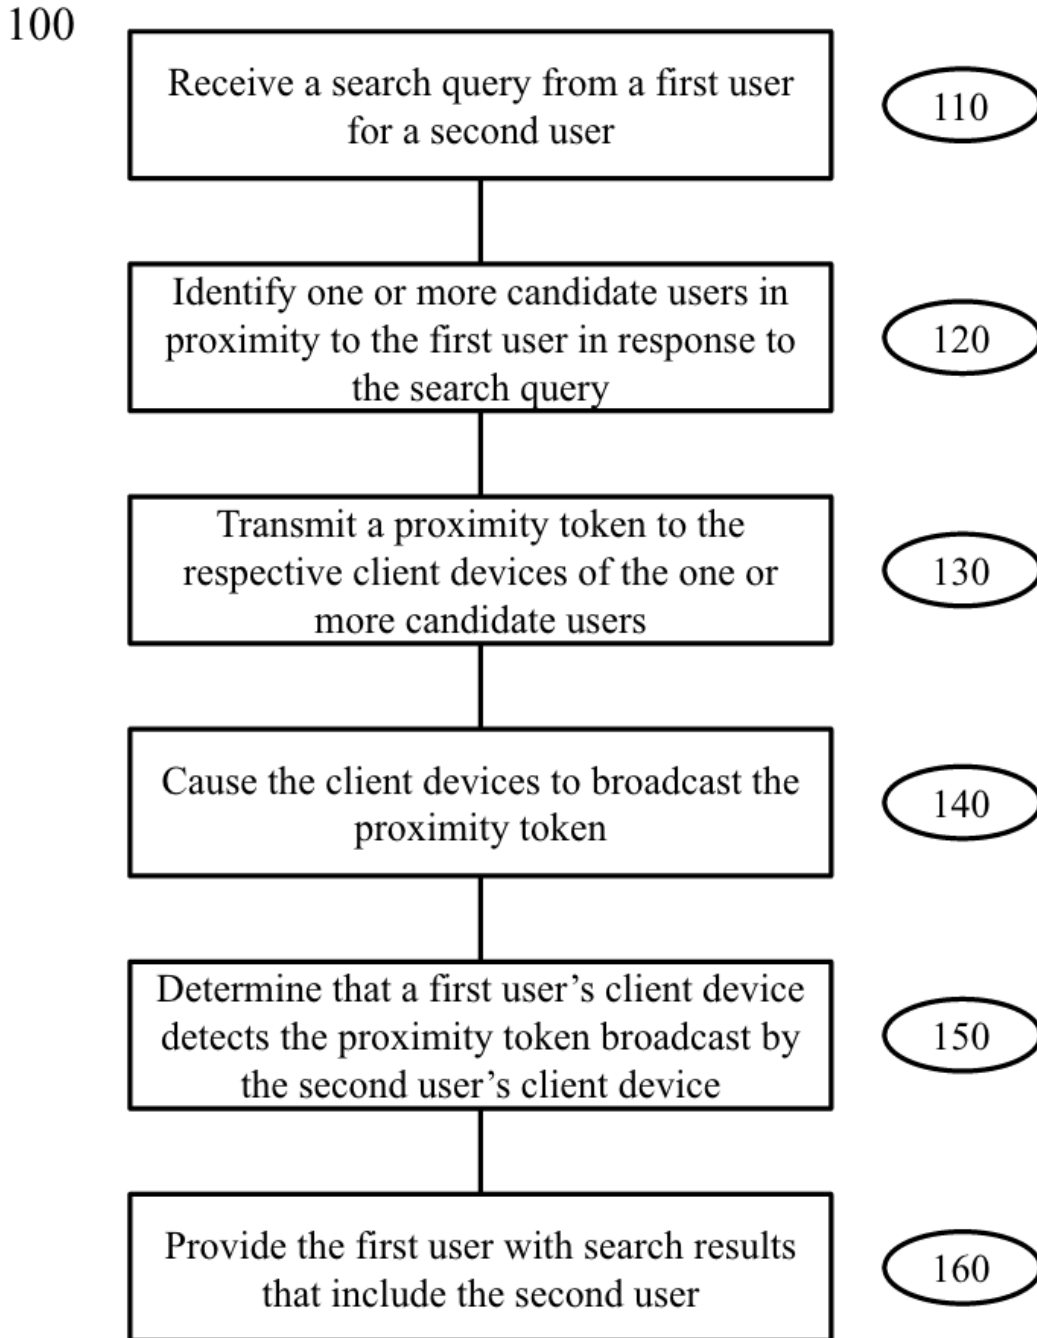 100
Receive a search query from a first user
for a second user
110
Identify one or more candidate users in
proximity to the first user in response to
the search query
120
Transmit a proximity token to the
respective client devices of the one or
more candidate users
130
Cause the client devices to broadcast the
proximity token
140
Determine that a first user’s client device
detects the proximity token broadcast by
the second user’s client device
150
Provide the first user with search results
that include the second user
160